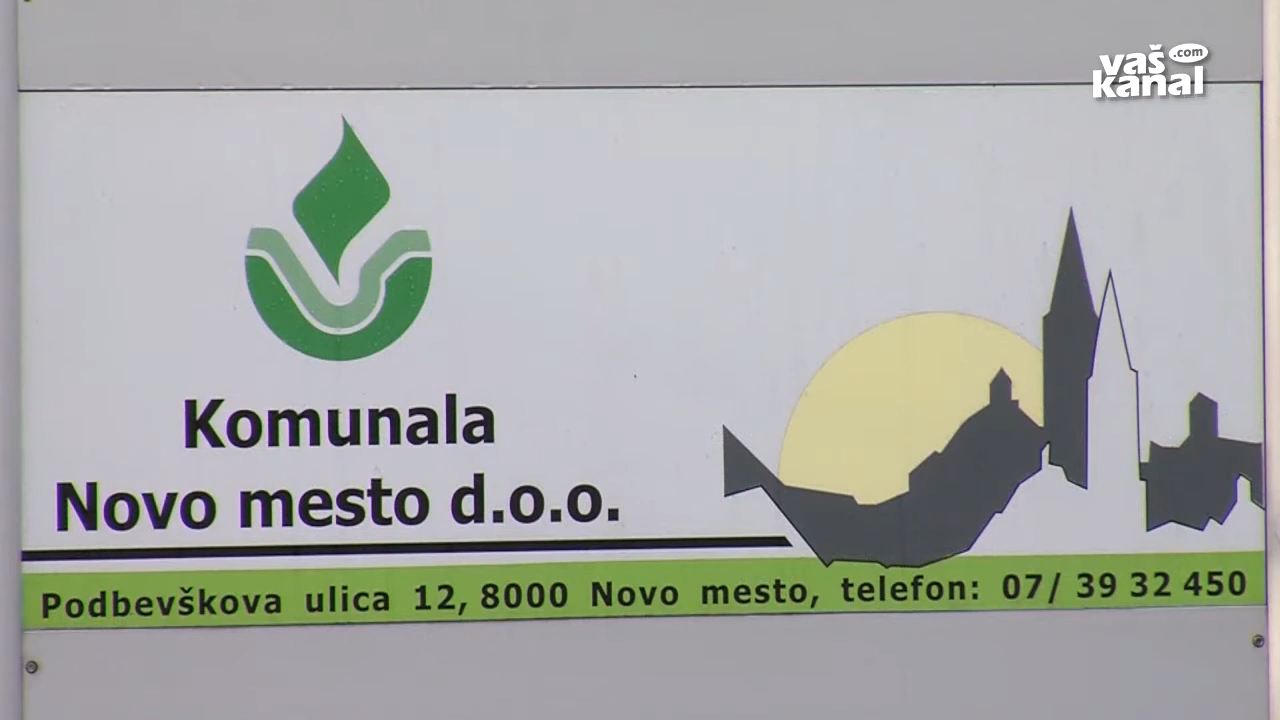 vaš
.com
kanal
Komunala
Novo mesto d.o.o.
Podbevškova ulica 12, 8000 Novo mesto, telefon: 07/ 39 32 450